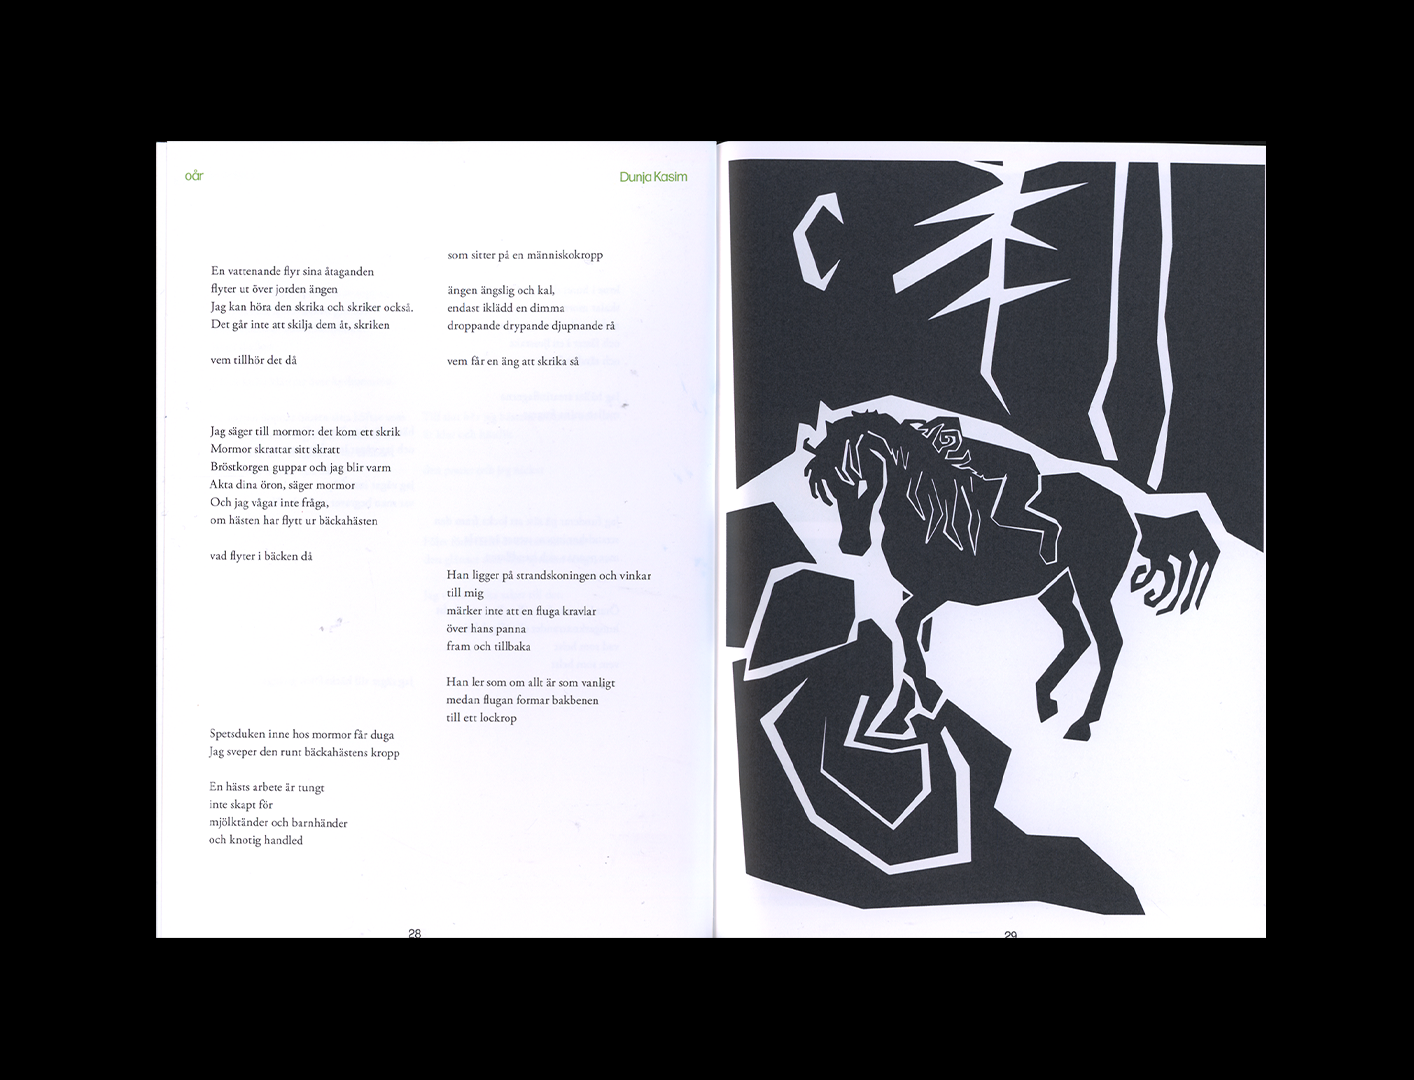 oår
Dunja Kasim
En vattenande flyr sina åtaganden
flyter ut över jorden ängen
Jag kan höra den skrika och skriker också.
Det går inte att skilja dem åt, skriken
vem tillhör det då
Jag säger till mormor: det kom ett skrik
Mormor skrattar sitt skratt
Bröstkorgen guppar och jag blir varm
Akta dina öron, säger mormor
Och jag vågar inte fråga,
om hästen har flytt ur bäckahästen
vad flyter i bäcken då
Spetsduken inne hos mormor får duga
Jag sveper den runt bäckahästens kropp
En hästs arbete är tungt
inte skapt för
mjölktänder och barnhänder
och knotig handled
som sitter på en människokropp
ängen ängslig och kal,
endast iklädd en dimma
droppande drypande djupnande rå
vem får en äng att skrika så
Han ligger på strandskoningen och vinkar
till mig
märker inte att en fluga kravlar
över hans panna
fram och tillbaka
Han ler som om allt är som vanligt
medan flugan formar bakbenen
till ett lockrop
28
29